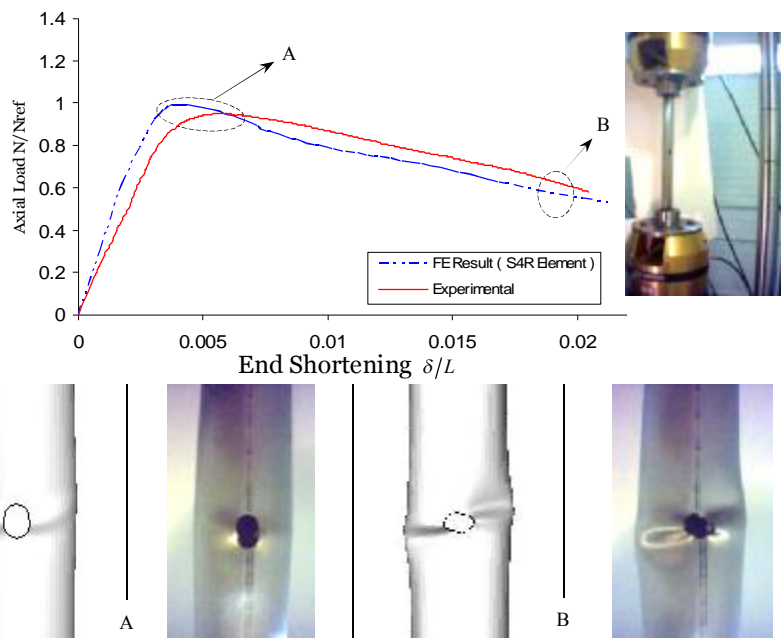 1.4
1.2
1
0.8
0.6
0.4
0.2
0
Axial Load N/Nref
A
B
FE Result ( S4R Element )
Experimental
0 0.005 0.01 0.015 0.02
End Shortening δ/L
A
B